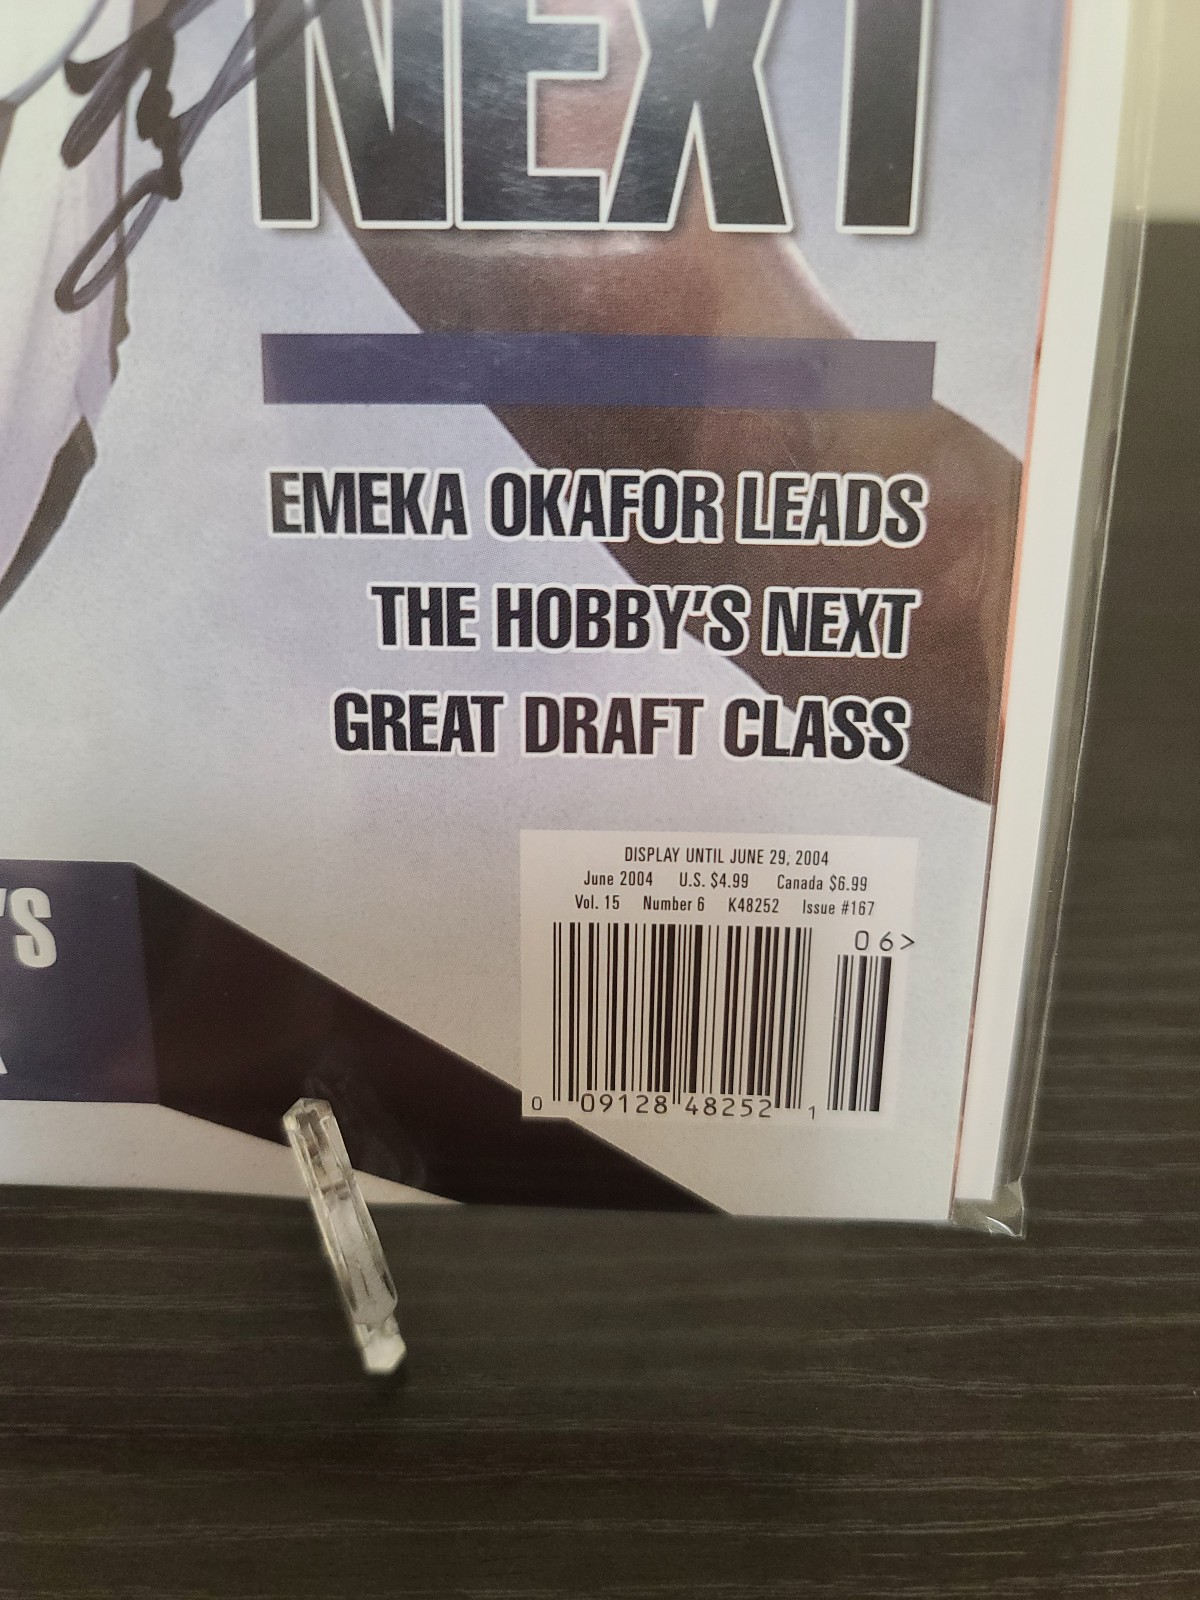 NEXT
EMEKA OKAFOR LEADS
THE HOBBY'S NEXT
GREAT DRAFT CLASS
'S
DISPLAY UNTIL JUNE 29, 2004
June 2004 U.S. $4.99 Canada $6.99
Vol. 15 Number 6 K48252 Issue #167
06>
0 09128 48252 1